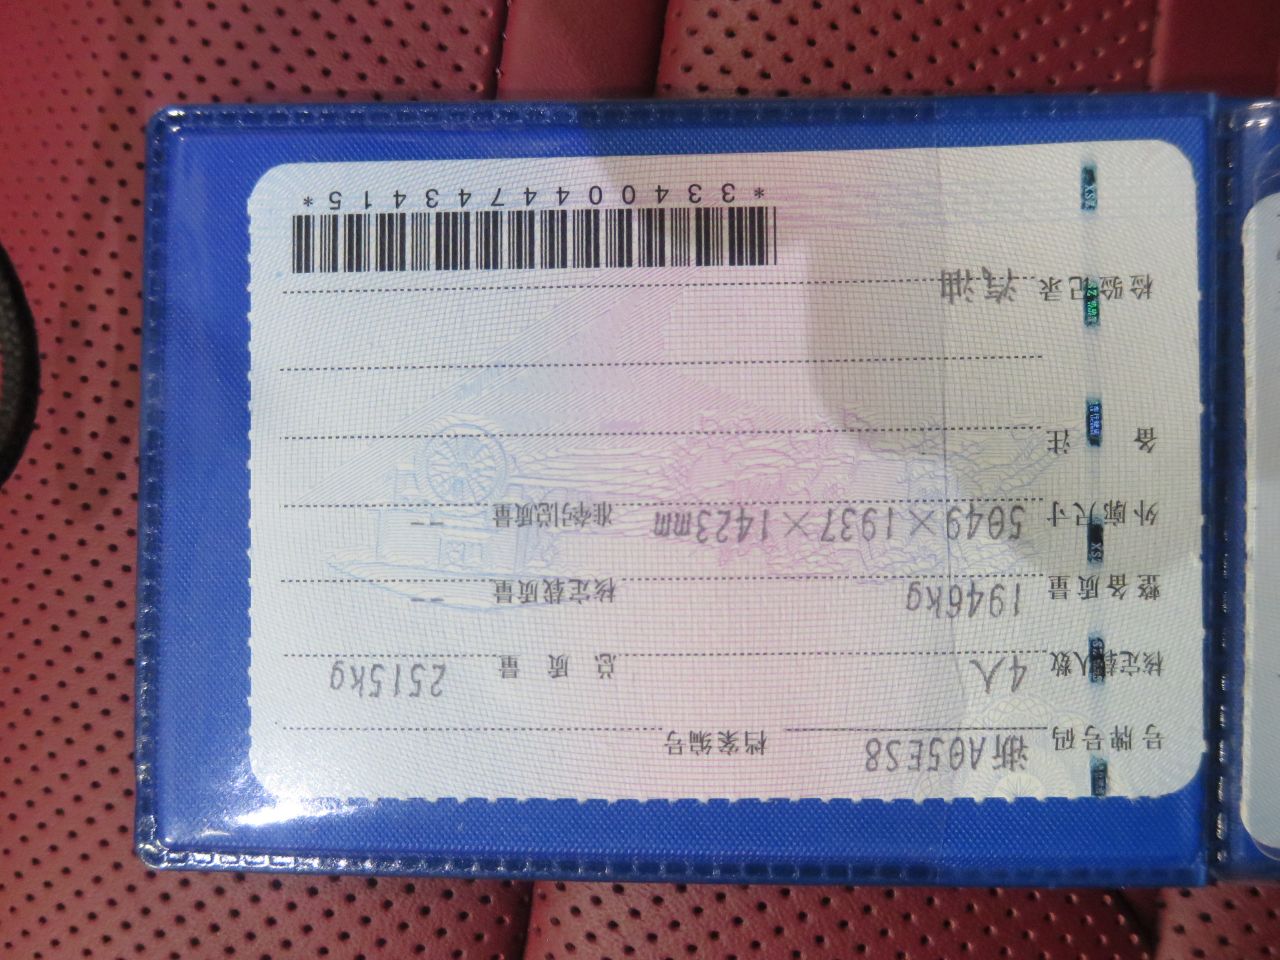 号牌号码 浙A05ES8 档案编号
核定载人数 4人 总质量 2515kg
整备质量 1946kg 核定载质量 --
外廓尺寸 5049×1937×1423mm 准牵引总质量 --
备注
检验记录 汽油
*3340044743415*